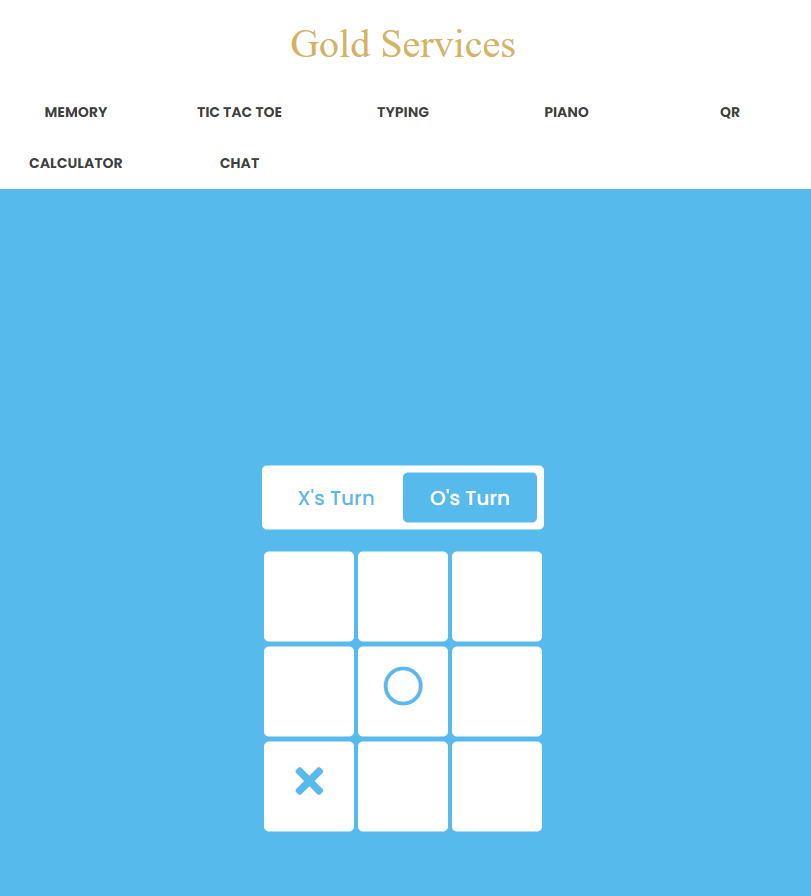 Gold Services
MEMORY TIC TAC TOE TYPING PIANO QR
CALCULATOR CHAT
X's Turn O's Turn